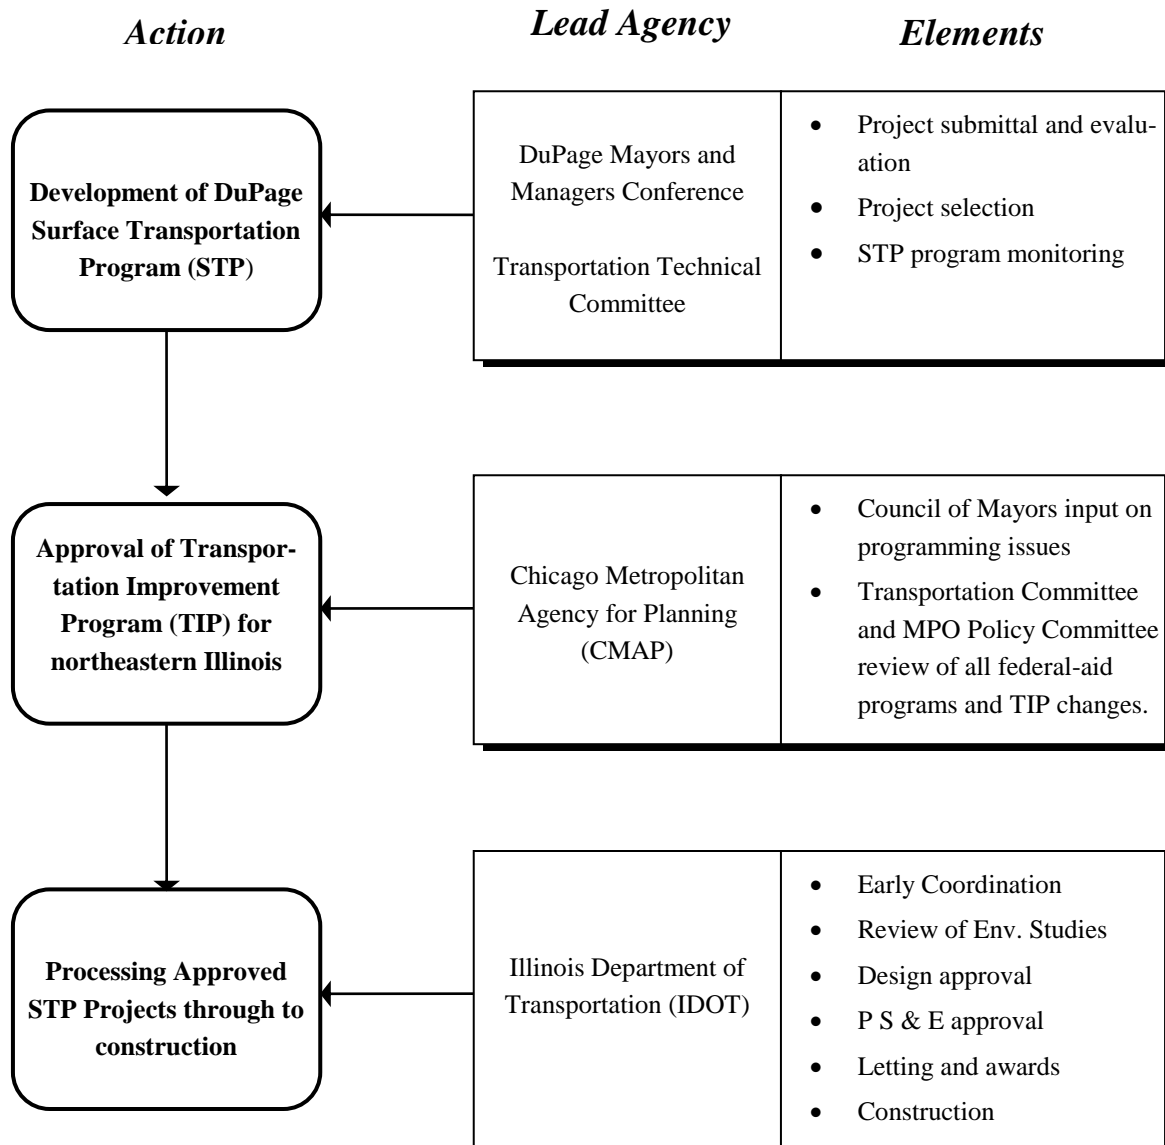 Action
Lead Agency
Elements
Development of DuPage
Surface Transportation
Program (STP)
DuPage Mayors and
Managers Conference
Transportation Technical
Committee
• Project submittal and evalu-
ation
• Project selection
• STP program monitoring
Approval of Transpor-
tation Improvement
Program (TIP) for
northeastern Illinois
Chicago Metropolitan
Agency for Planning
(CMAP)
• Council of Mayors input on
programming issues
• Transportation Committee
and MPO Policy Committee
review of all federal-aid
programs and TIP changes.
Processing Approved
STP Projects through to
construction
Illinois Department of
Transportation (IDOT)
• Early Coordination
• Review of Env. Studies
• Design approval
• P S & E approval
• Letting and awards
• Construction